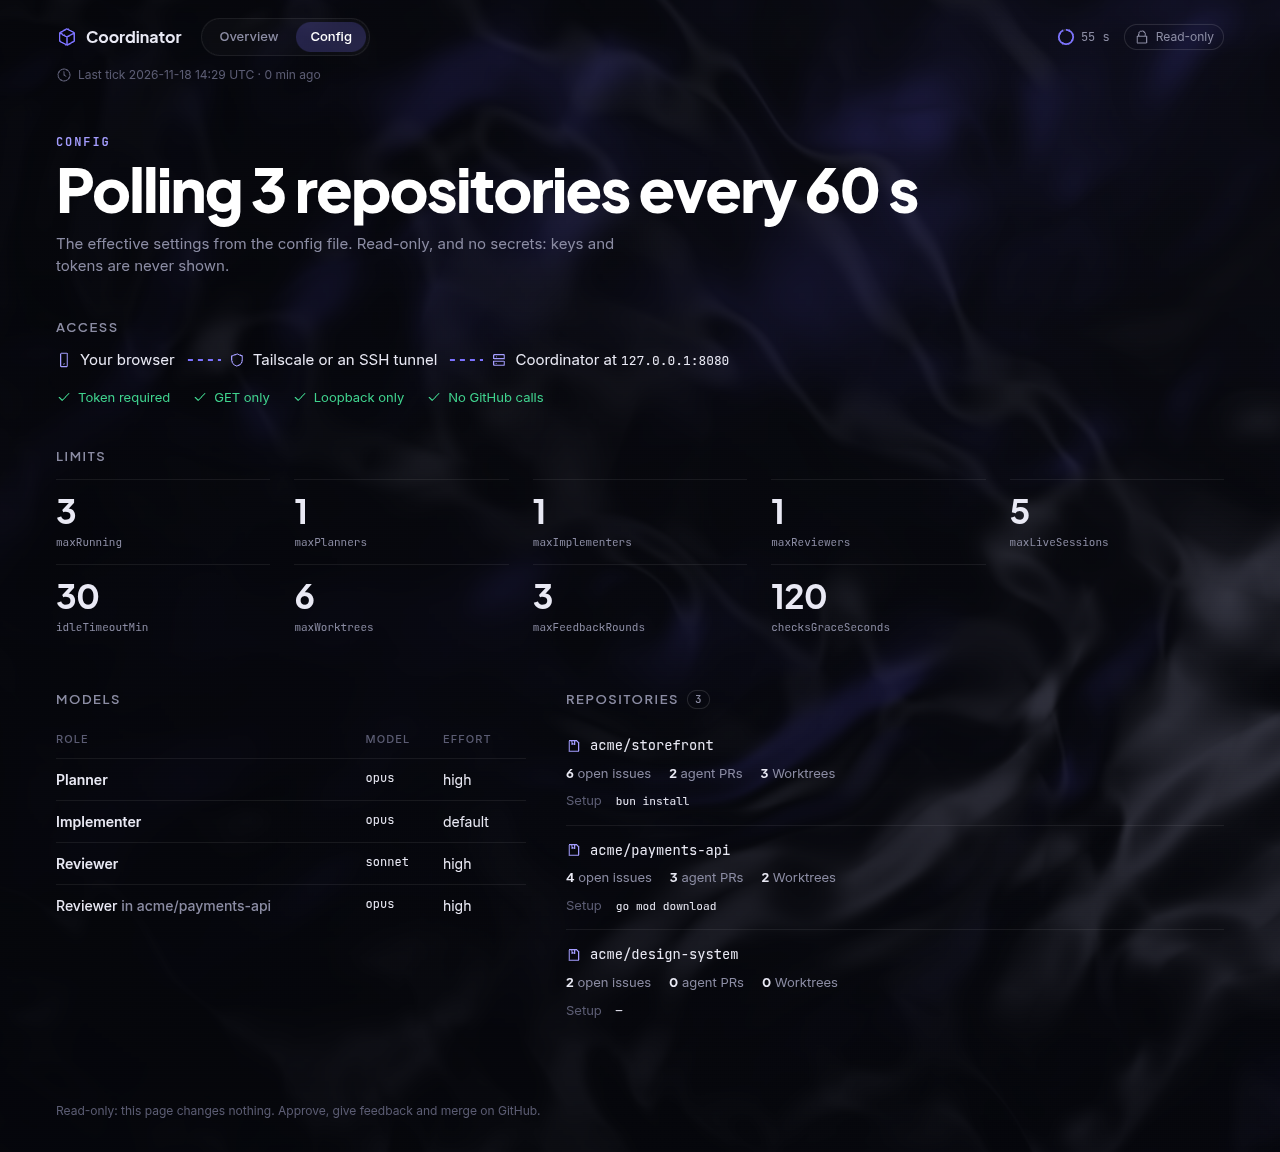 Coordinator
Overview
Config
55 s
Read-only
Last tick 2026-11-18 14:29 UTC · 0 min ago
CONFIG
Polling 3 repositories every 60 s
The effective settings from the config file. Read-only, and no secrets: keys and
tokens are never shown.
ACCESS
Your browser
Tailscale or an SSH tunnel
Coordinator at 127.0.0.1:8080
Token required
GET only
Loopback only
No GitHub calls
LIMITS
3
maxRunning
1
maxPlanners
1
maxImplementers
1
maxReviewers
5
maxLiveSessions
30
idleTimeoutMin
6
maxWorktrees
3
maxFeedbackRounds
120
checksGraceSeconds
MODELS
ROLE MODEL EFFORT
Planner opus high
Implementer opus default
Reviewer sonnet high
Reviewer in acme/payments-api opus high
REPOSITORIES 3
acme/storefront
6 open issues 2 agent PRs 3 Worktrees
Setup bun install
acme/payments-api
4 open issues 3 agent PRs 2 Worktrees
Setup go mod download
acme/design-system
2 open issues 0 agent PRs 0 Worktrees
Setup –
Read-only: this page changes nothing. Approve, give feedback and merge on GitHub.